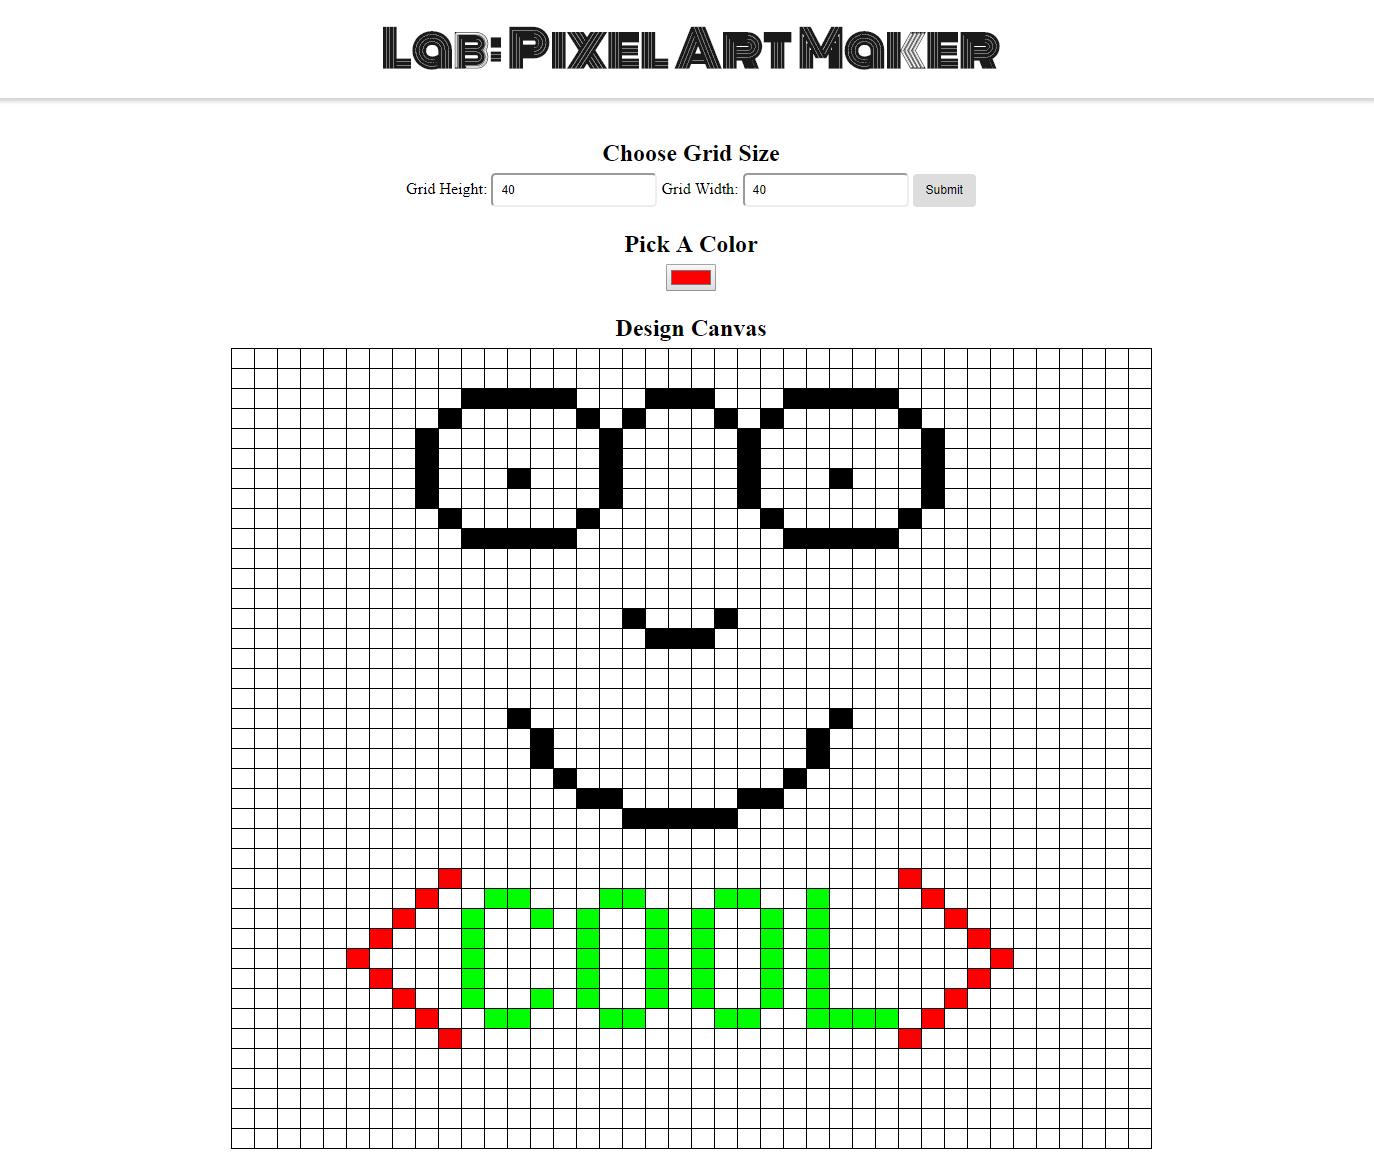 Lab: Pixel Art Maker
Choose Grid Size
Grid Height: 40 Grid Width: 40 Submit
Pick A Color
Design Canvas
COOL